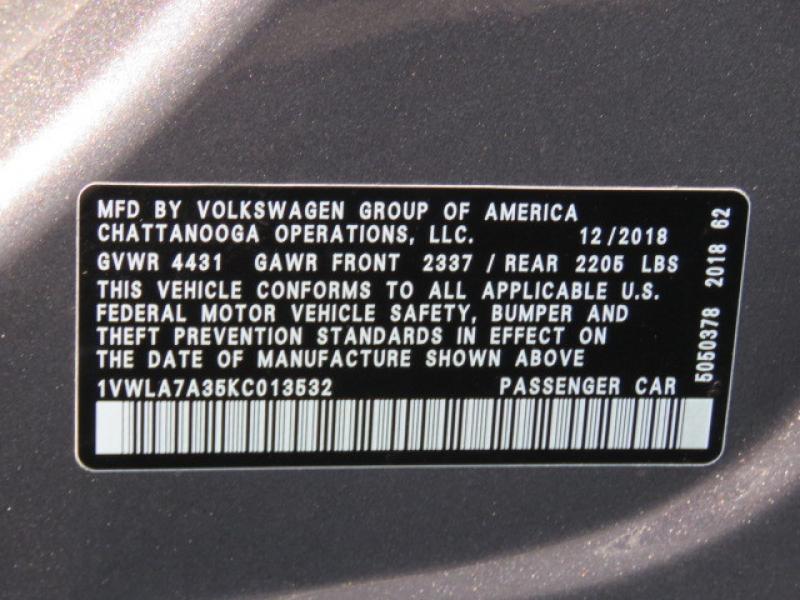 MFD BY VOLKSWAGEN GROUP OF AMERICA
CHATTANOOGA OPERATIONS, LLC. 12/2018
GVWR 4431 GAWR FRONT 2337 / REAR 2205 LBS
THIS VEHICLE CONFORMS TO ALL APPLICABLE U.S.
FEDERAL MOTOR VEHICLE SAFETY, BUMPER AND
THEFT PREVENTION STANDARDS IN EFFECT ON
THE DATE OF MANUFACTURE SHOWN ABOVE
1VWLA7A35KC013532 PASSENGER CAR
5050378 2018 62